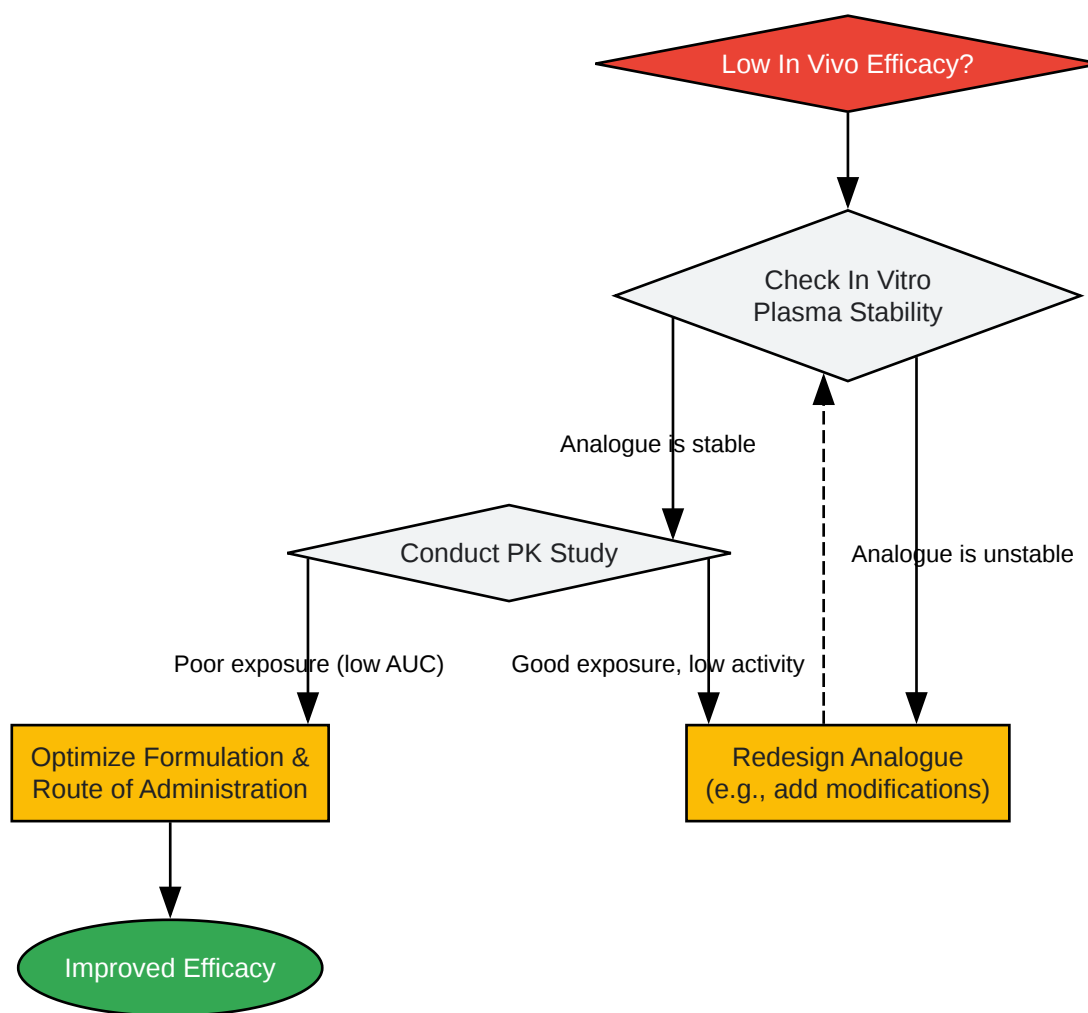 Low In Vivo Efficacy?
Check In Vitro
Plasma Stability
Analogue is stable
Conduct PK Study
Analogue is unstable
Poor exposure (low AUC)
Good exposure, low activity
Optimize Formulation &
Route of Administration
Redesign Analogue
(e.g., add modifications)
Improved Efficacy